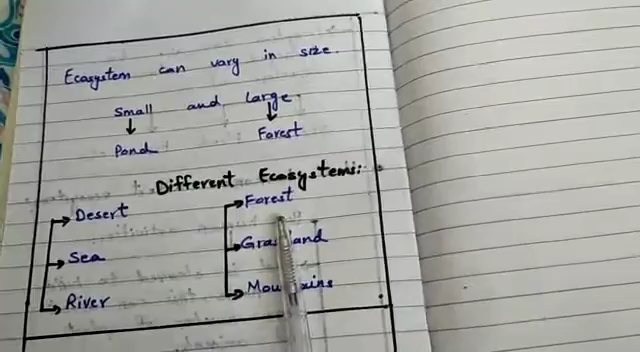 Ecosystem can vary in size.
Small and Large
Pond Forest
Different Ecosystems:-
Desert Forest
Sea Grassland
River Mountains